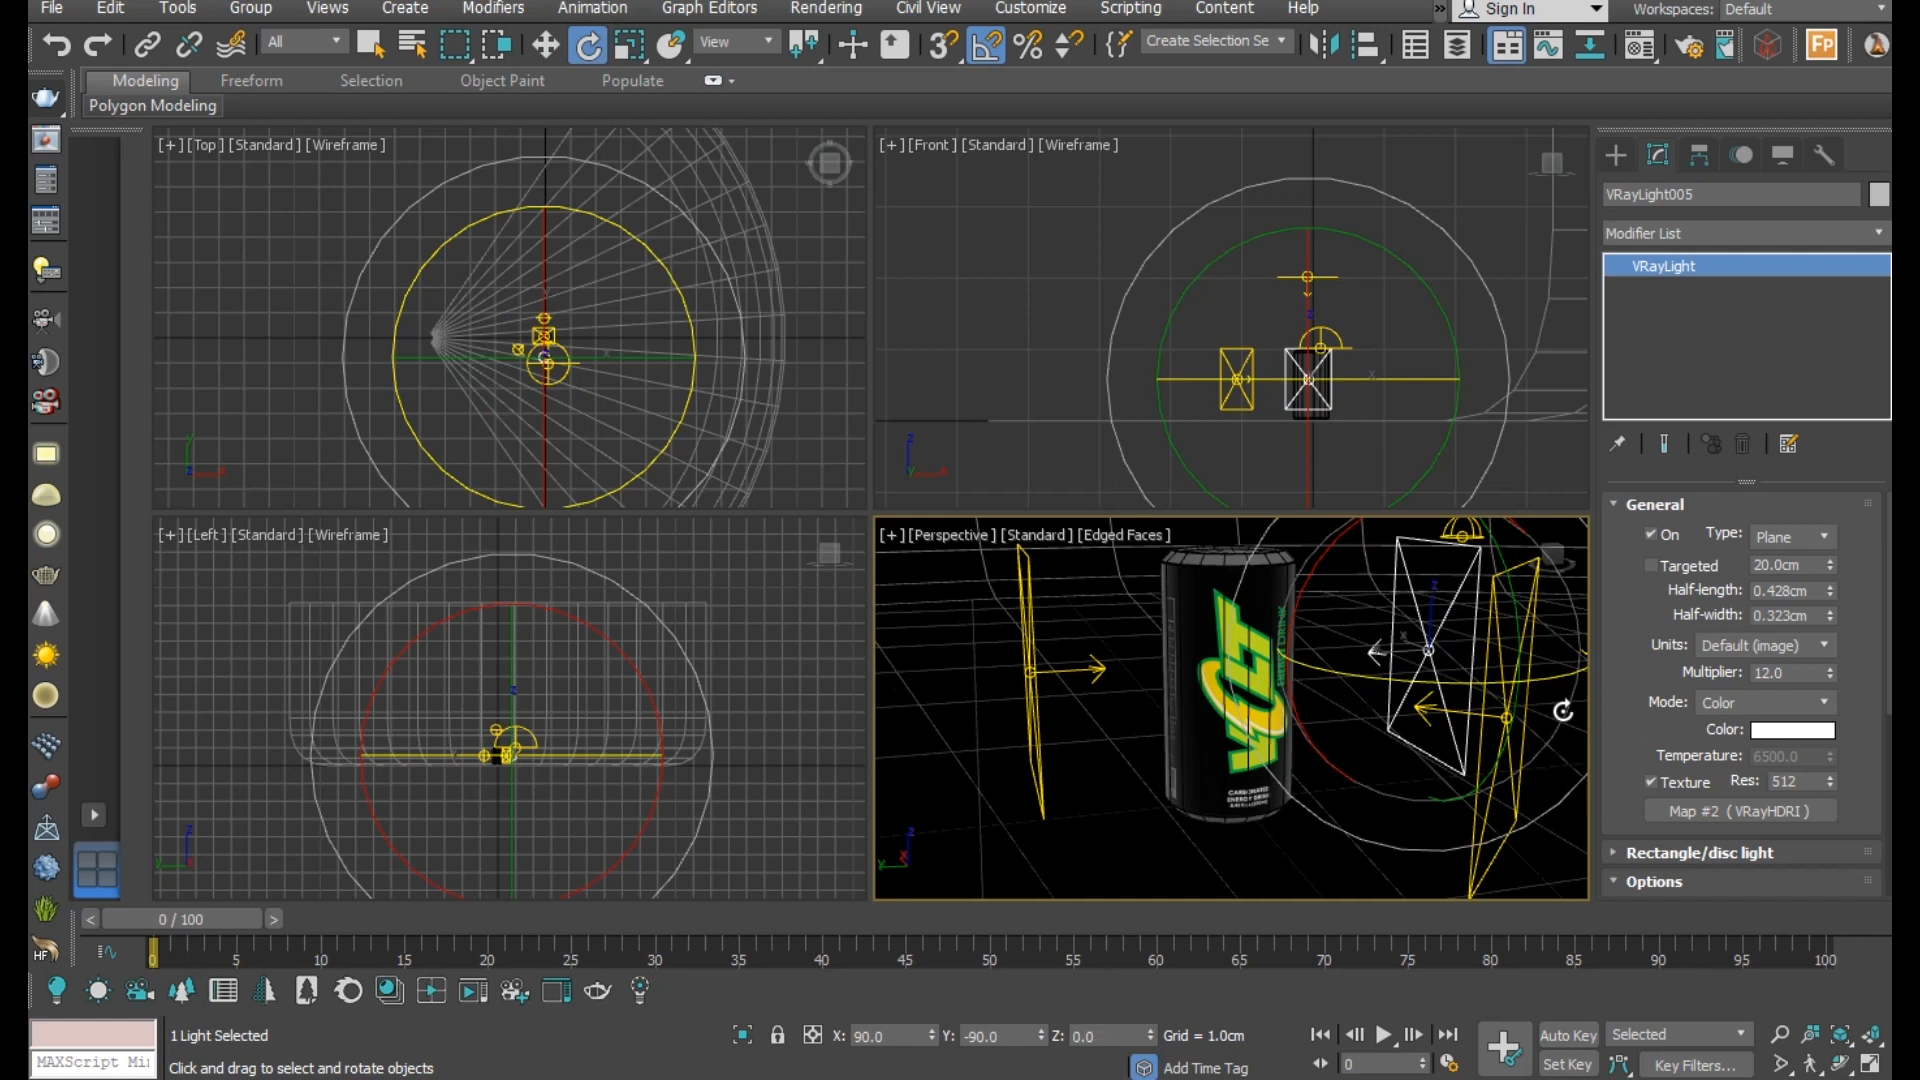 File Edit Tools Group Views Create Modifiers Animation Graph Editors Rendering Civil View Customize Scripting Content Help
Sign In Workspaces: Default
All View Create Selection Se
Modeling Freeform Selection Object Paint Populate
Polygon Modeling
[+] [Top] [Standard] [Wireframe]
[+] [Front] [Standard] [Wireframe]
VRayLight005
Modifier List
VRayLight
General
On Type: Plane
Targeted 20.0cm
Half-length: 0.428cm
Half-width: 0.323cm
Units: Default (image)
Multiplier: 12.0
Mode: Color
Color:
Temperature: 6500.0
Texture Res: 512
Map #2 ( VRayHDRI )
Rectangle/disc light
Options
[+] [Left] [Standard] [Wireframe]
[+] [Perspective] [Standard] [Edged Faces]
VOLT
ENERGY DRINK
CARBONATED
ENERGY DRINK
< 0 / 100 >
0 5 10 15 20 25 30 35 40 45 50 55 60 65 70 75 80 85 90 95 100
1 Light Selected
X: 90.0 Y: -90.0 Z: 0.0 Grid = 1.0cm
Auto Key Selected
MAXScript Mi
Click and drag to select and rotate objects
Add Time Tag
0
Set Key Key Filters...